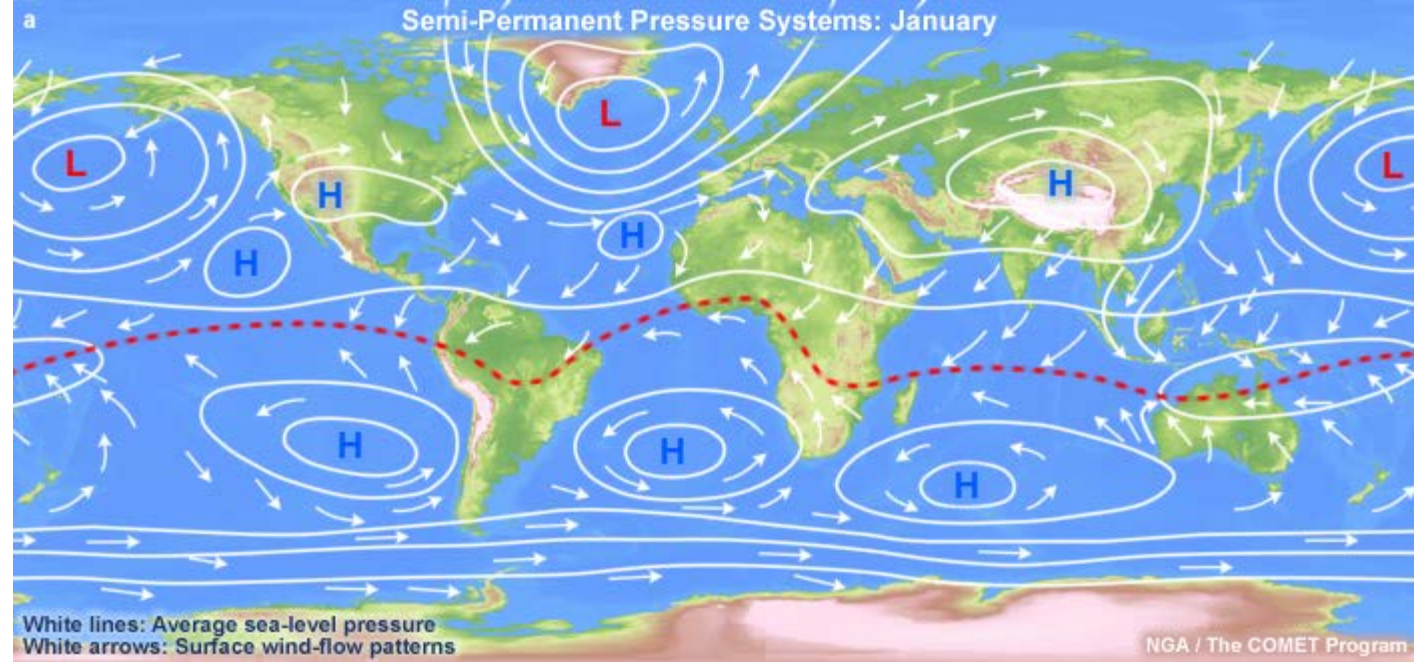 a
Semi-Permanent Pressure Systems: January
L
L
L
H
H
H
H
H
H
H
White lines: Average sea-level pressure
White arrows: Surface wind-flow patterns
NGA / The COMET Program